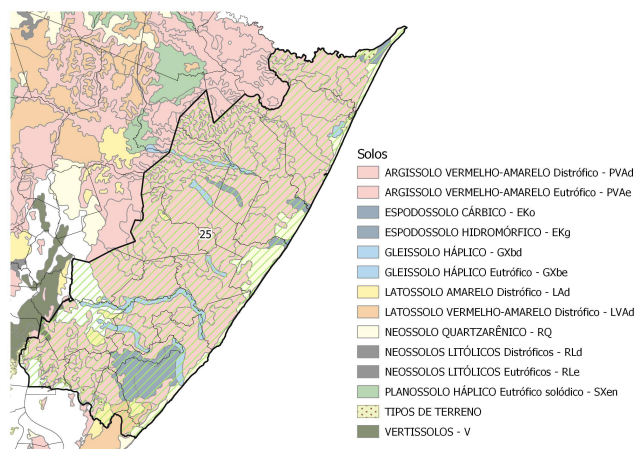 25
Solos
ARGISSOLO VERMELHO-AMARELO Distrófico - PVAd
ARGISSOLO VERMELHO-AMARELO Eutrófico - PVAe
ESPODOSSOLO CÁRBICO - EKo
ESPODOSSOLO HIDROMÓRFICO - EKg
GLEISSOLO HÁPLICO - GXbd
GLEISSOLO HÁPLICO Eutrófico - GXbe
LATOSSOLO AMARELO Distrófico - LAd
LATOSSOLO VERMELHO-AMARELO Distrófico - LVAd
NEOSSOLO QUARTZARÊNICO - RQ
NEOSSOLOS LITÓLICOS Distróficos - RLd
NEOSSOLOS LITÓLICOS Eutróficos - RLe
PLANOSSOLO HÁPLICO Eutrófico solódico - SXen
TIPOS DE TERRENO
VERTISSOLOS - V